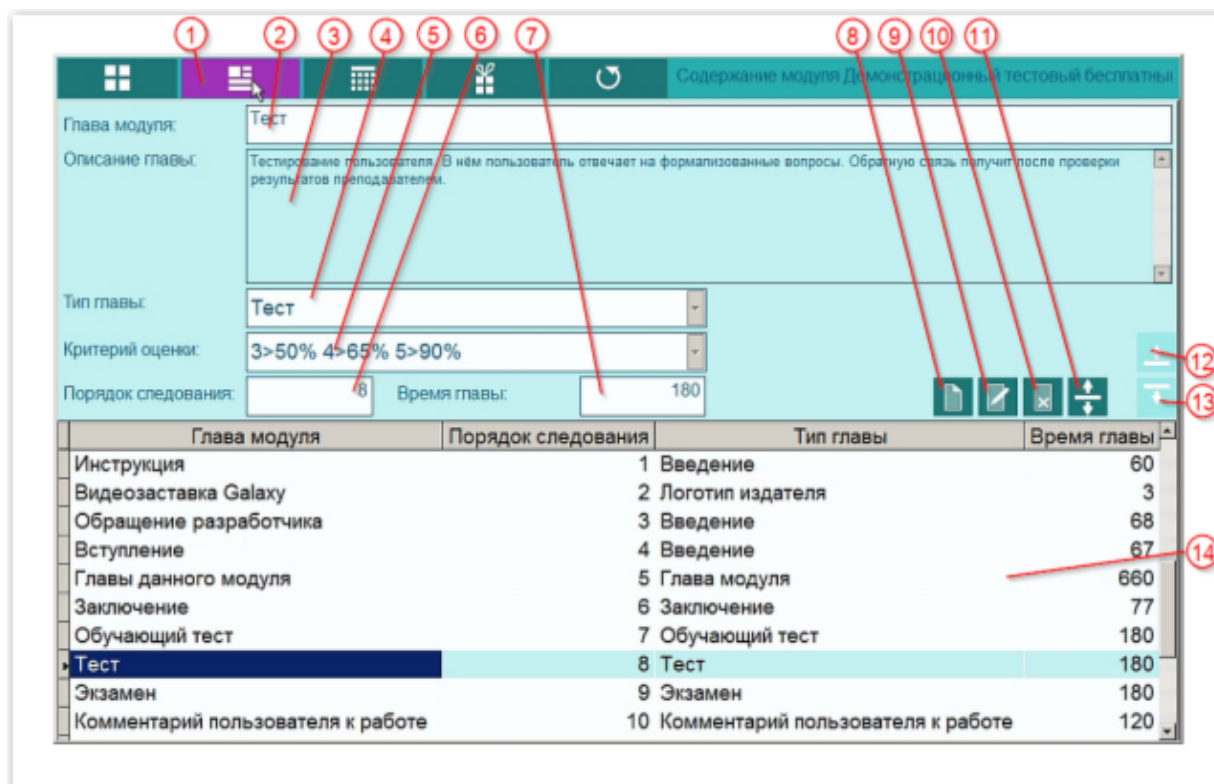 1 2 3 4 5 6 7 8 9 10 11
Содержание модуля Демонстрационный тестовый бесплатный
Глава модуля: Тест
Описание главы: Тестирование пользователя. В нём пользователь отвечает на формализованные вопросы. Обратную связь получит после проверки
результатов преподавателем.
Тип главы: Тест
Критерий оценки: 3>50% 4>65% 5>90%
12
Порядок следования: 8 Время главы: 180
13
Глава модуля Порядок следования Тип главы Время главы
Инструкция 1 Введение 60
Видеозаставка Galaxy 2 Логотип издателя 3
Обращение разработчика 3 Введение 68
Вступление 4 Введение 67
14
Главы данного модуля 5 Глава модуля 660
Заключение 6 Заключение 77
Обучающий тест 7 Обучающий тест 180
Тест 8 Тест 180
Экзамен 9 Экзамен 180
Комментарий пользователя к работе 10 Комментарий пользователя к работе 120